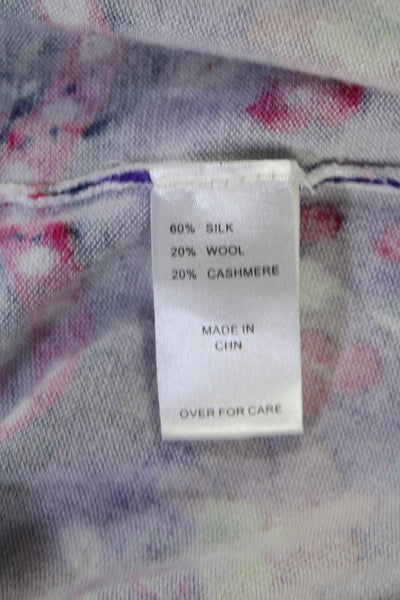 60% SILK
20% WOOL
20% CASHMERE
MADE IN
CHN
OVER FOR CARE